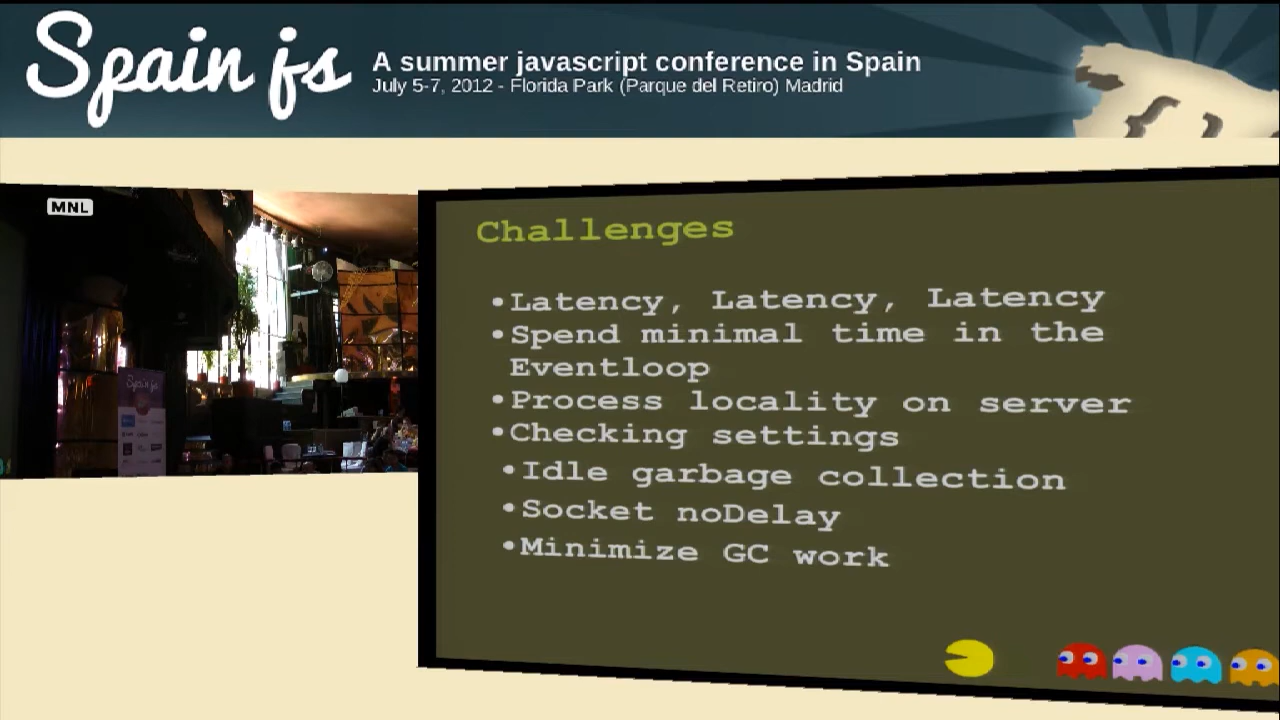 Spain js
A summer javascript conference in Spain
July 5-7, 2012 - Florida Park (Parque del Retiro) Madrid
MNL
Spain js
Challenges
•Latency, Latency, Latency
•Spend minimal time in the
Eventloop
•Process locality on server
•Checking settings
•Idle garbage collection
•Socket noDelay
•Minimize GC work